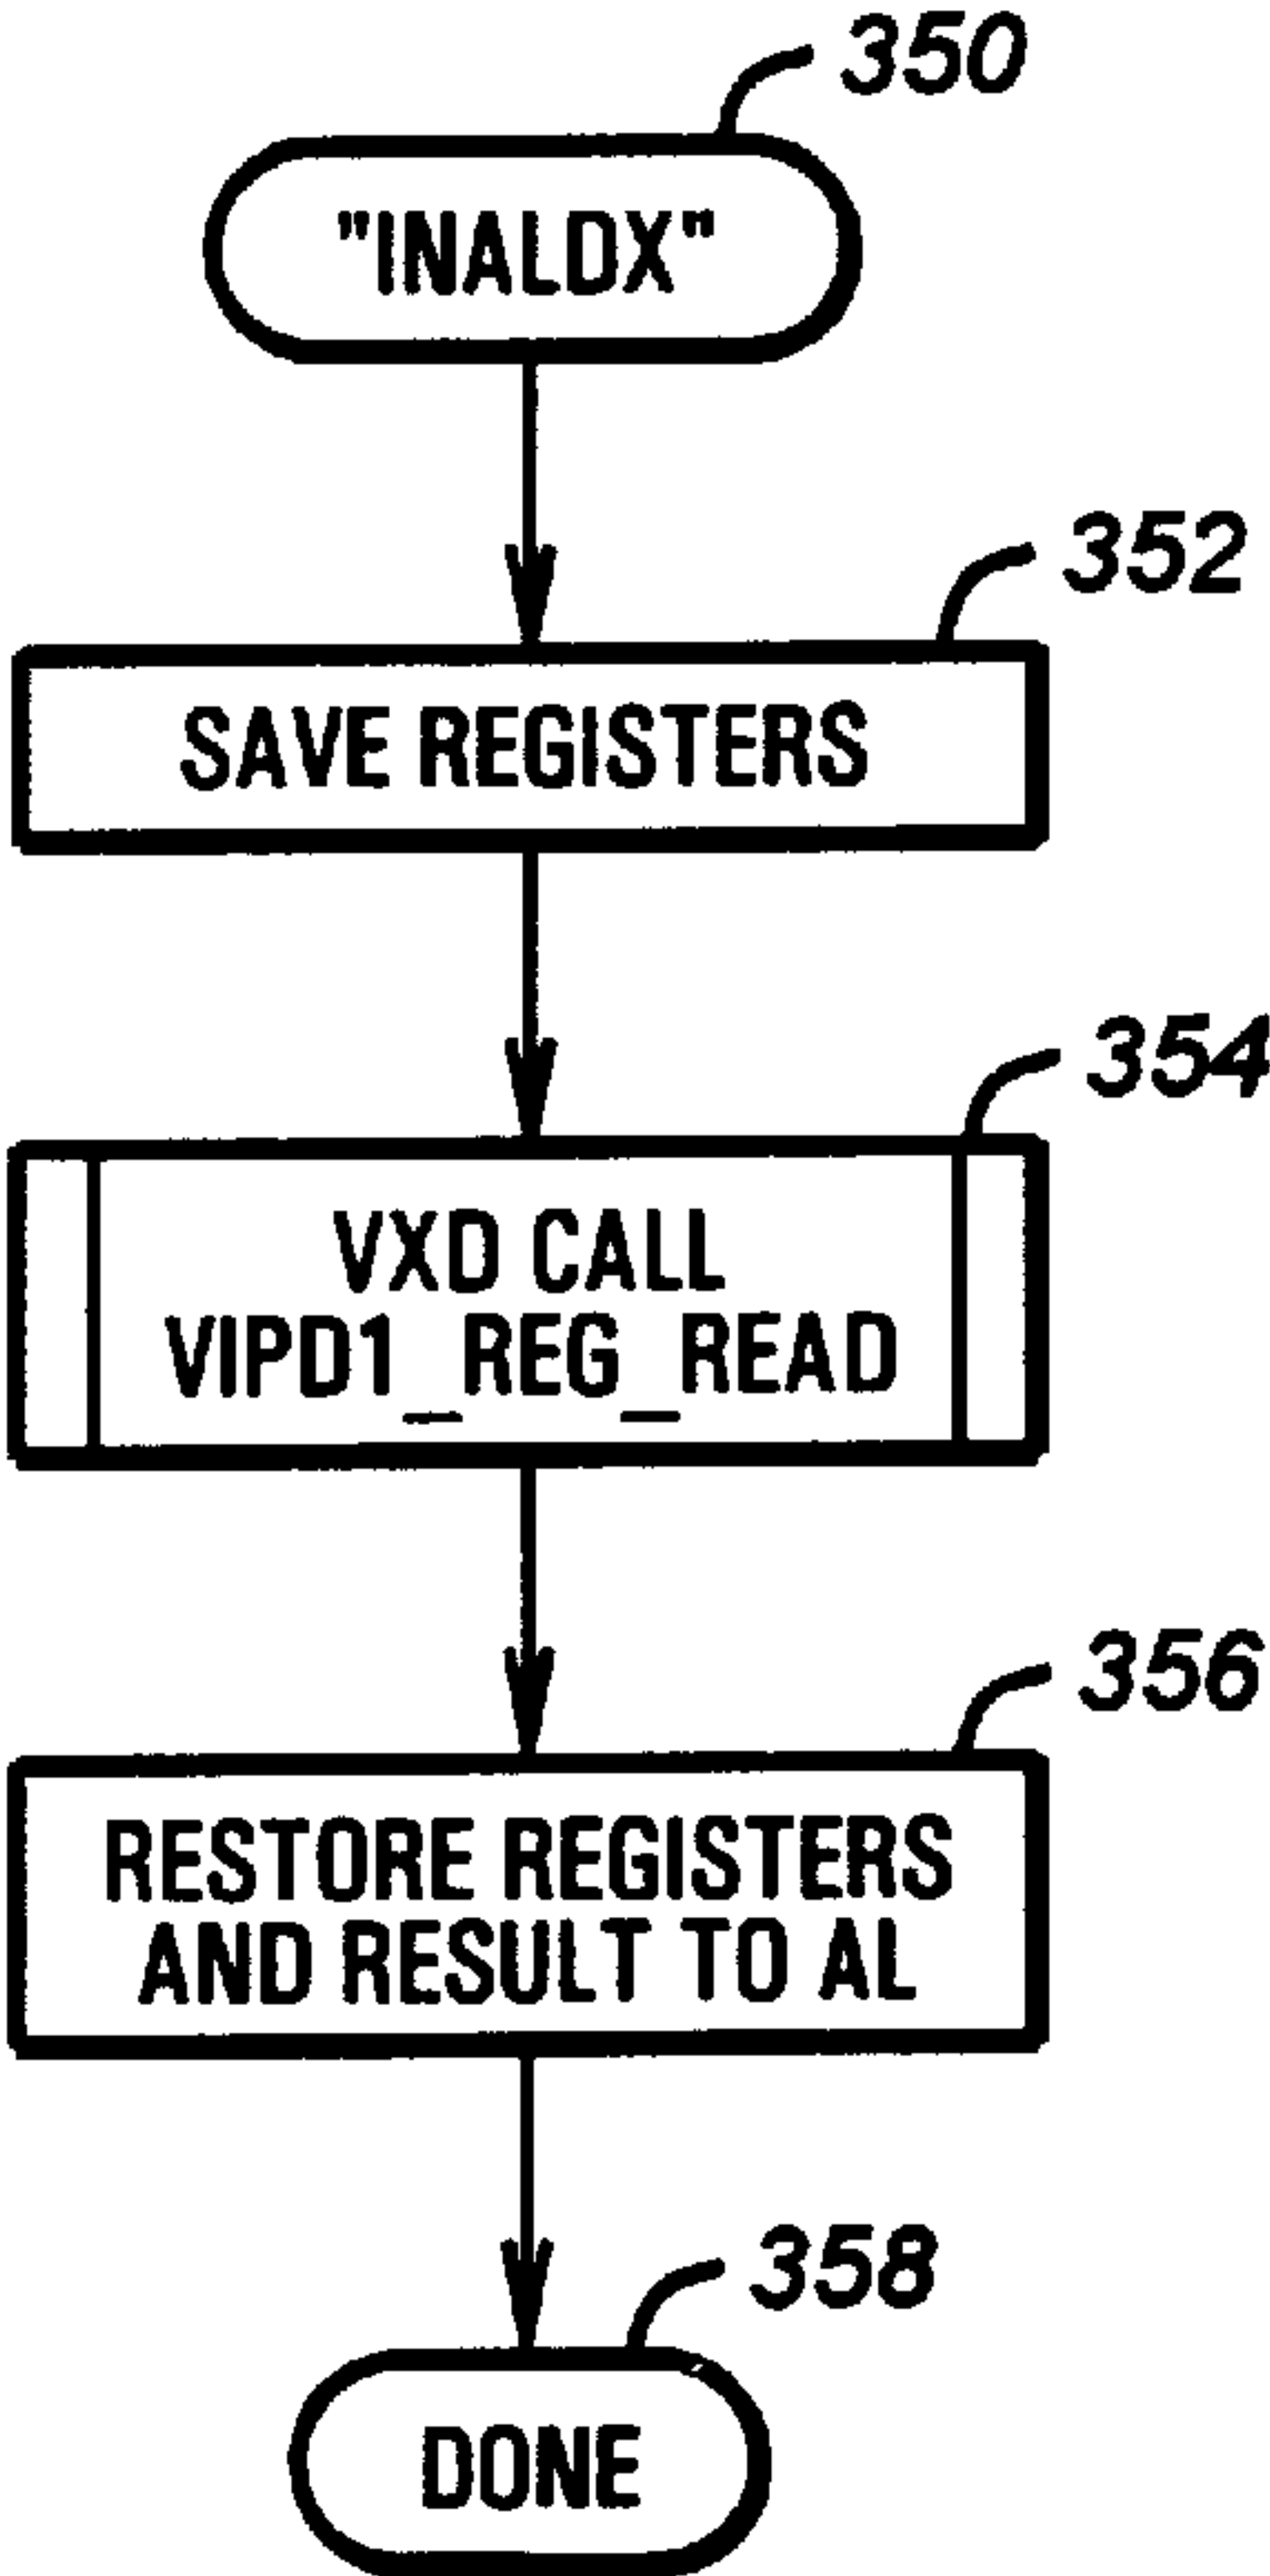 350
"INALDX"
352
SAVE REGISTERS
354
VXD CALL
VIPD1_REG_READ
356
RESTORE REGISTERS
AND RESULT TO AL
358
DONE